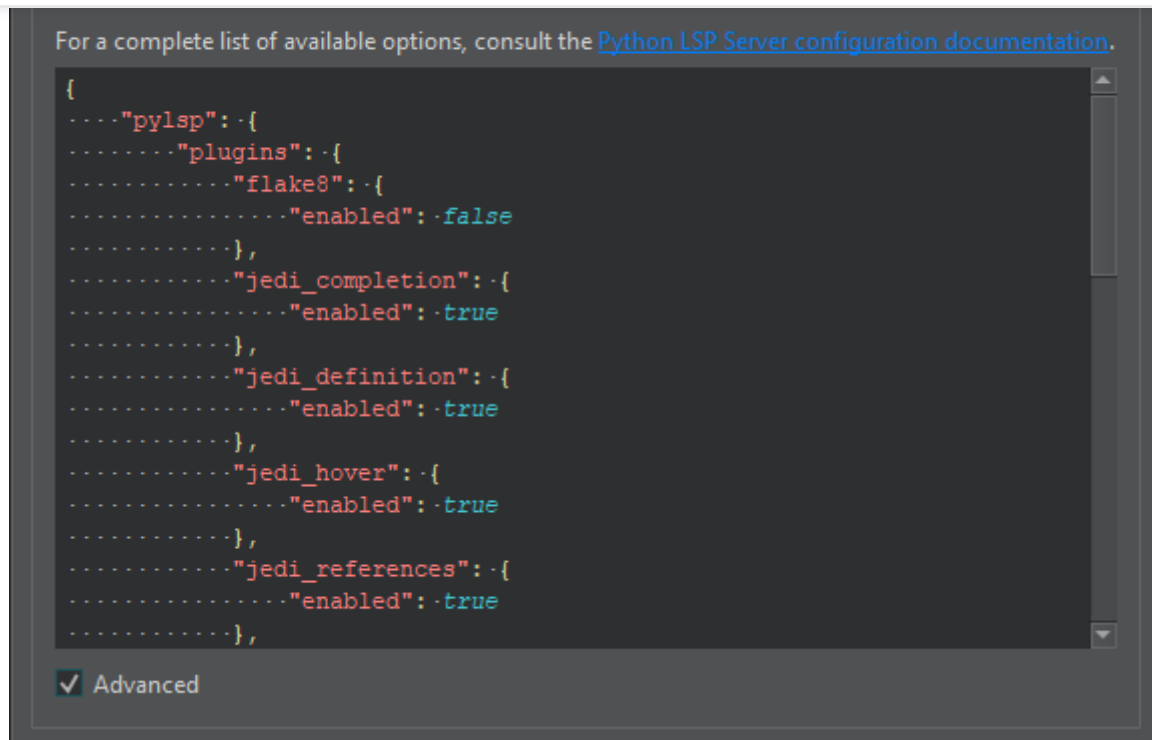 For a complete list of available options, consult the Python LSP Server configuration documentation.
{
····"pylsp":·{
········"plugins":·{
············"flake8":·{
················"enabled":·false
············},
············"jedi_completion":·{
················"enabled":·true
············},
············"jedi_definition":·{
················"enabled":·true
············},
············"jedi_hover":·{
················"enabled":·true
············},
············"jedi_references":·{
················"enabled":·true
············},
Advanced